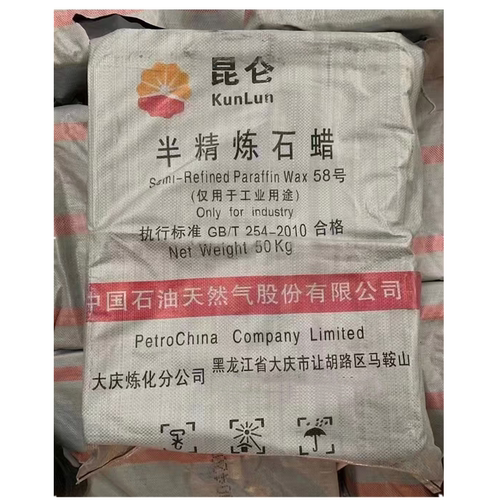 昆仑
KunLun
半精炼石蜡
Semi-Refined Paraffin Wax 58号
(仅用于工业用途)
Only for industry
执行标准 GB/T 254-2010 合格
Net Weight 50Kg
中国石油天然气股份有限公司
PetroChina Company Limited
大庆炼化分公司 黑龙江省大庆市让胡路区马鞍山